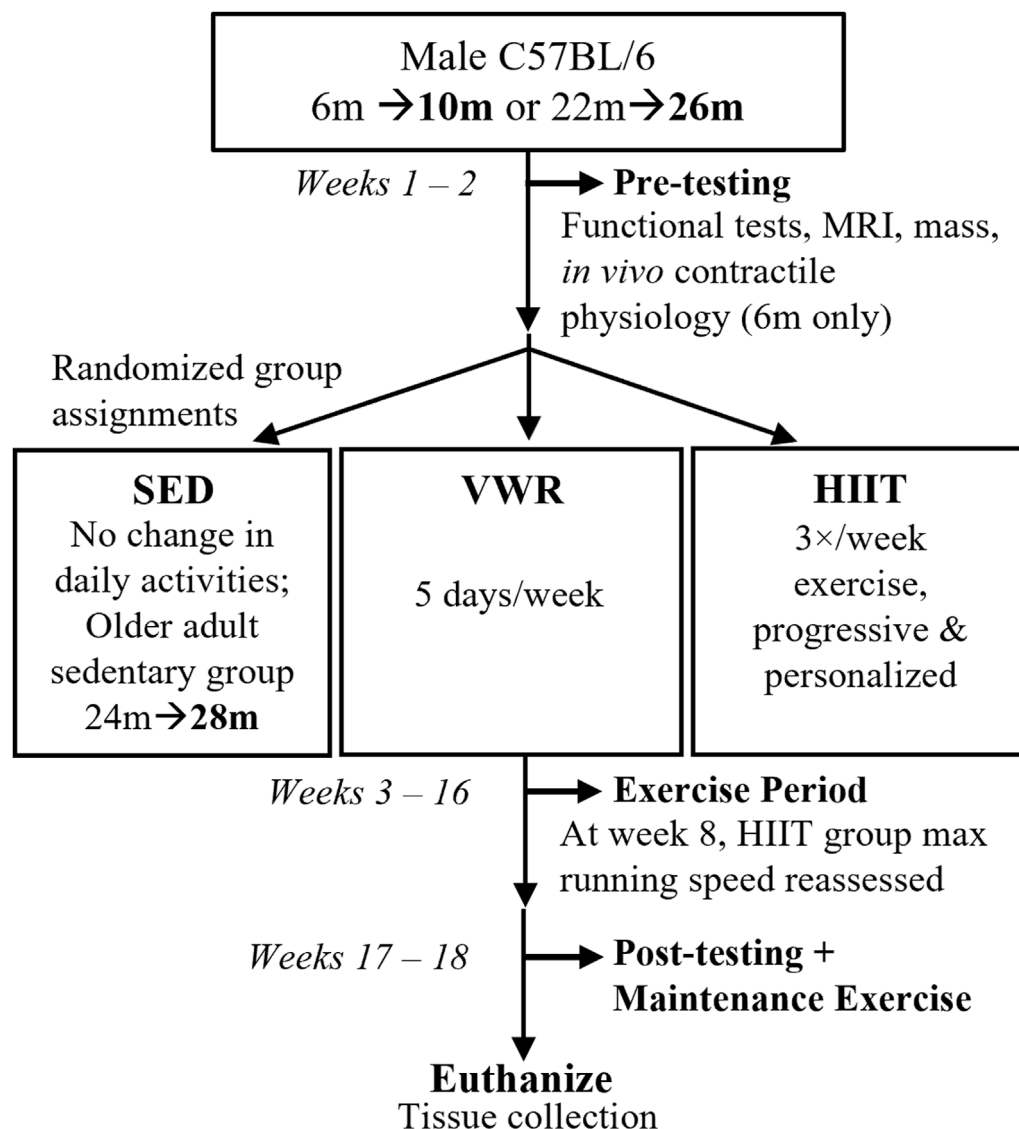 Male C57BL/6
6m →10m or 22m→26m
Weeks 1 – 2
Pre-testing
Functional tests, MRI, mass,
in vivo contractile
physiology (6m only)
Randomized group
assignments
SED
No change in
daily activities;
Older adult
sedentary group
24m→28m
VWR
5 days/week
HIIT
3×/week
exercise,
progressive &
personalized
Weeks 3 – 16
Exercise Period
At week 8, HIIT group max
running speed reassessed
Weeks 17 – 18
Post-testing +
Maintenance Exercise
Euthanize
Tissue collection